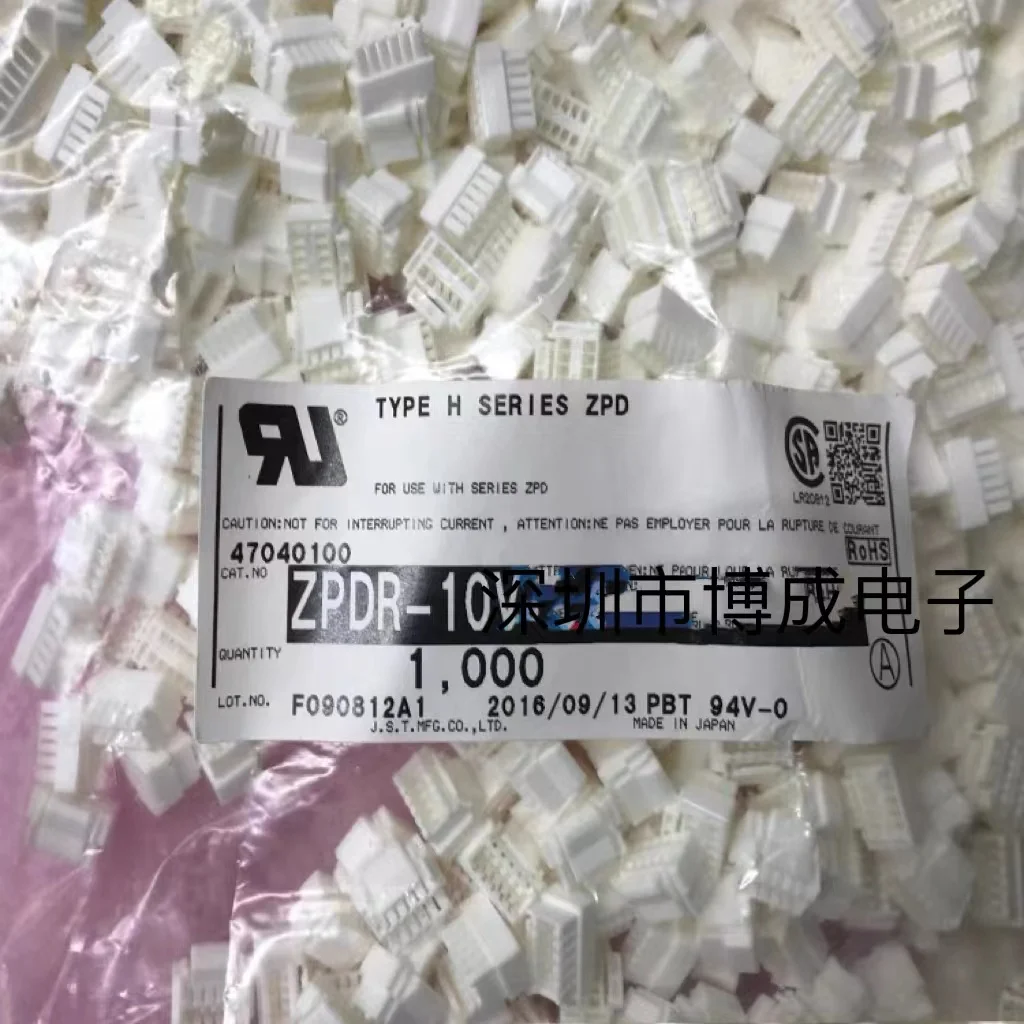 TYPE H SERIES ZPD
FOR USE WITH SERIES ZPD
LR20812
CAUTION:NOT FOR INTERRUPTING CURRENT , ATTENTION:NE PAS EMPLOYER POUR LA RUPTURE DE COURANT
47040100
RoHS
CAT.NO
ZPDR-10V
深圳市博成电子
QUANTITY
1,000
A
LOT.NO. F090812A1 2016/09/13 PBT 94V-0
J.S.T.MFG.CO.,LTD. MADE IN JAPAN